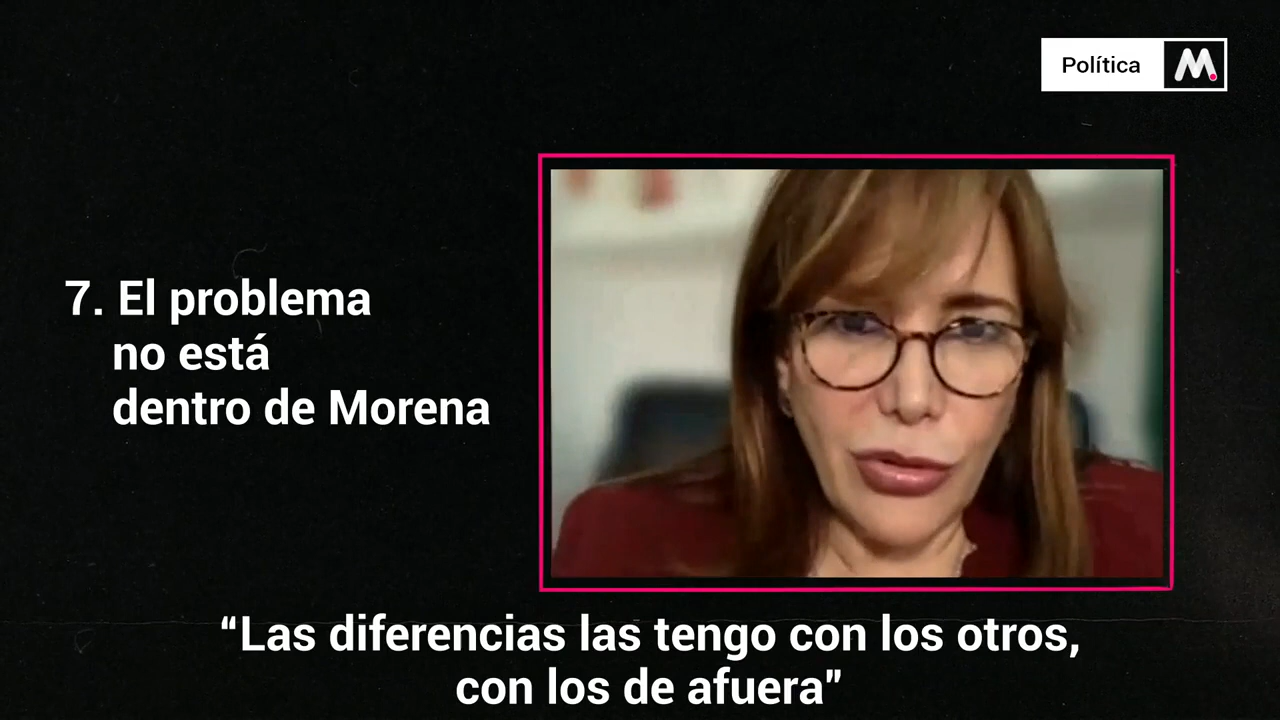 Política M
7. El problema
no está
dentro de Morena
“Las diferencias las tengo con los otros,
con los de afuera”